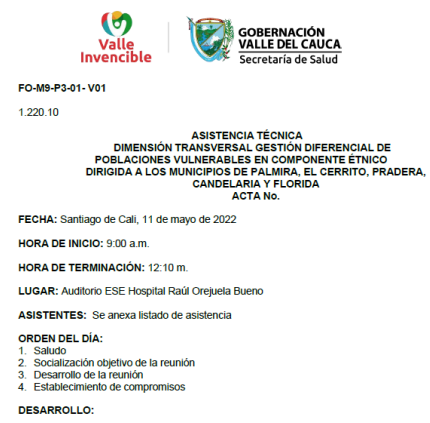 Valle
Invencible
GOBERNACIÓN
VALLE DEL CAUCA
Secretaría de Salud
FO-M9-P3-01- V01
1.220.10
ASISTENCIA TÉCNICA
DIMENSIÓN TRANSVERSAL GESTIÓN DIFERENCIAL DE
POBLACIONES VULNERABLES EN COMPONENTE ÉTNICO
DIRIGIDA A LOS MUNICIPIOS DE PALMIRA, EL CERRITO, PRADERA,
CANDELARIA Y FLORIDA
ACTA No.
FECHA: Santiago de Cali, 11 de mayo de 2022
HORA DE INICIO: 9:00 a.m.
HORA DE TERMINACIÓN: 12:10 m.
LUGAR: Auditorio ESE Hospital Raúl Orejuela Bueno
ASISTENTES: Se anexa listado de asistencia
ORDEN DEL DÍA:
1. Saludo
2. Socialización objetivo de la reunión
3. Desarrollo de la reunión
4. Establecimiento de compromisos
DESARROLLO: